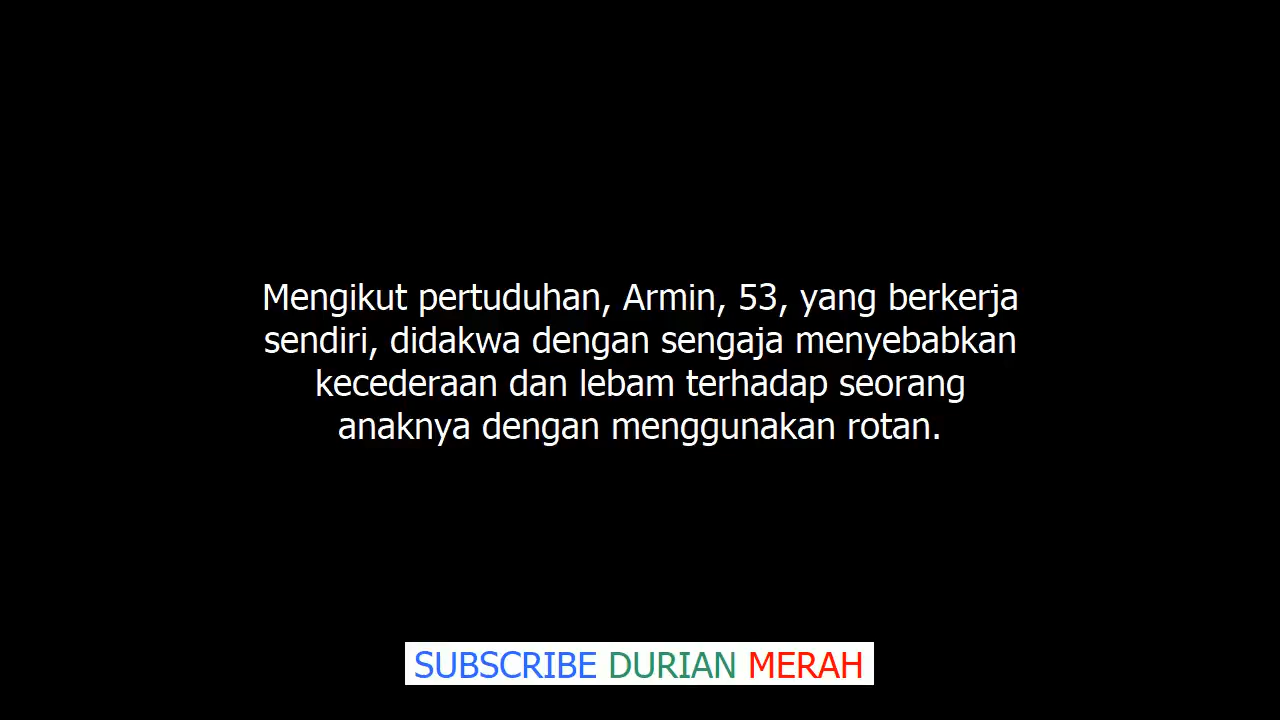 Mengikut pertuduhan, Armin, 53, yang berkerja
sendiri, didakwa dengan sengaja menyebabkan
kecederaan dan lebam terhadap seorang
anaknya dengan menggunakan rotan.
SUBSCRIBE DURIAN MERAH